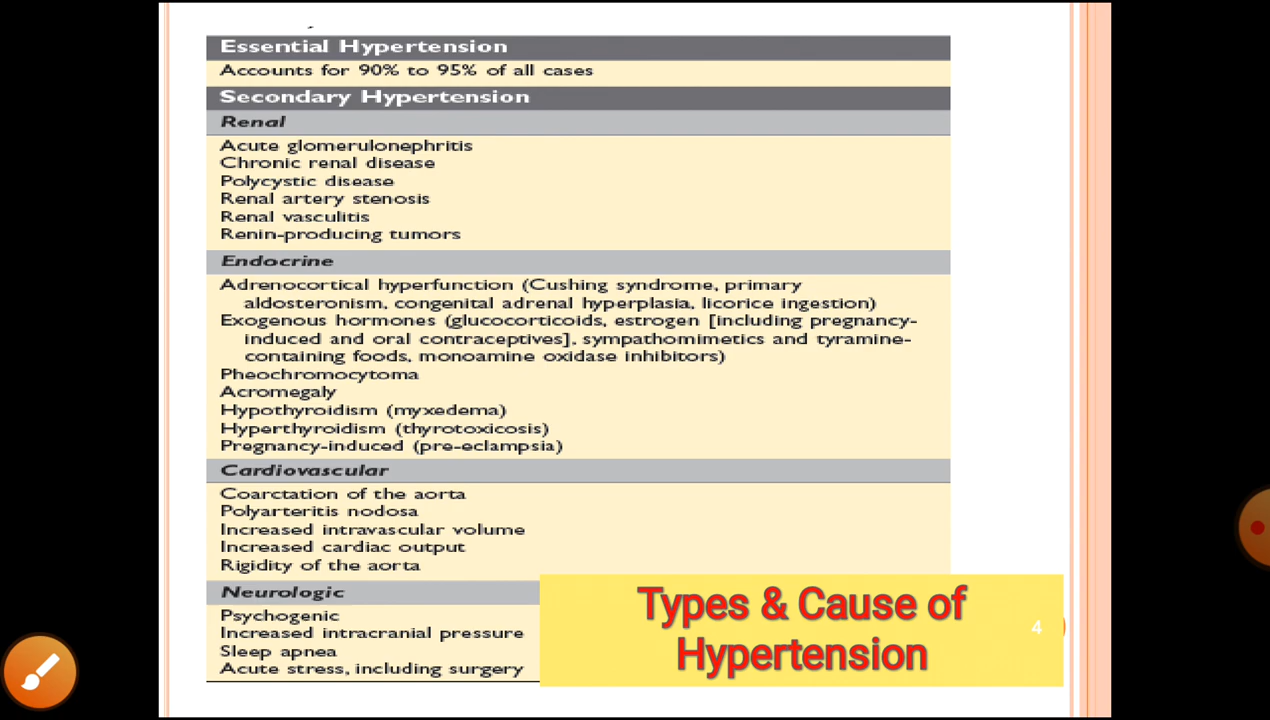 Essential Hypertension
Accounts for 90% to 95% of all cases
Secondary Hypertension
Renal
Acute glomerulonephritis
Chronic renal disease
Polycystic disease
Renal artery stenosis
Renal vasculitis
Renin-producing tumors
Endocrine
Adrenocortical hyperfunction (Cushing syndrome, primary
aldosteronism, congenital adrenal hyperplasia, licorice ingestion)
Exogenous hormones (glucocorticoids, estrogen [including pregnancy-
induced and oral contraceptives], sympathomimetics and tyramine-
containing foods, monoamine oxidase inhibitors)
Pheochromocytoma
Acromegaly
Hypothyroidism (myxedema)
Hyperthyroidism (thyrotoxicosis)
Pregnancy-induced (pre-eclampsia)
Cardiovascular
Coarctation of the aorta
Polyarteritis nodosa
Increased intravascular volume
Increased cardiac output
Rigidity of the aorta
Neurologic
Psychogenic
Increased intracranial pressure
Sleep apnea
Acute stress, including surgery
Types & Cause of
Hypertension
4